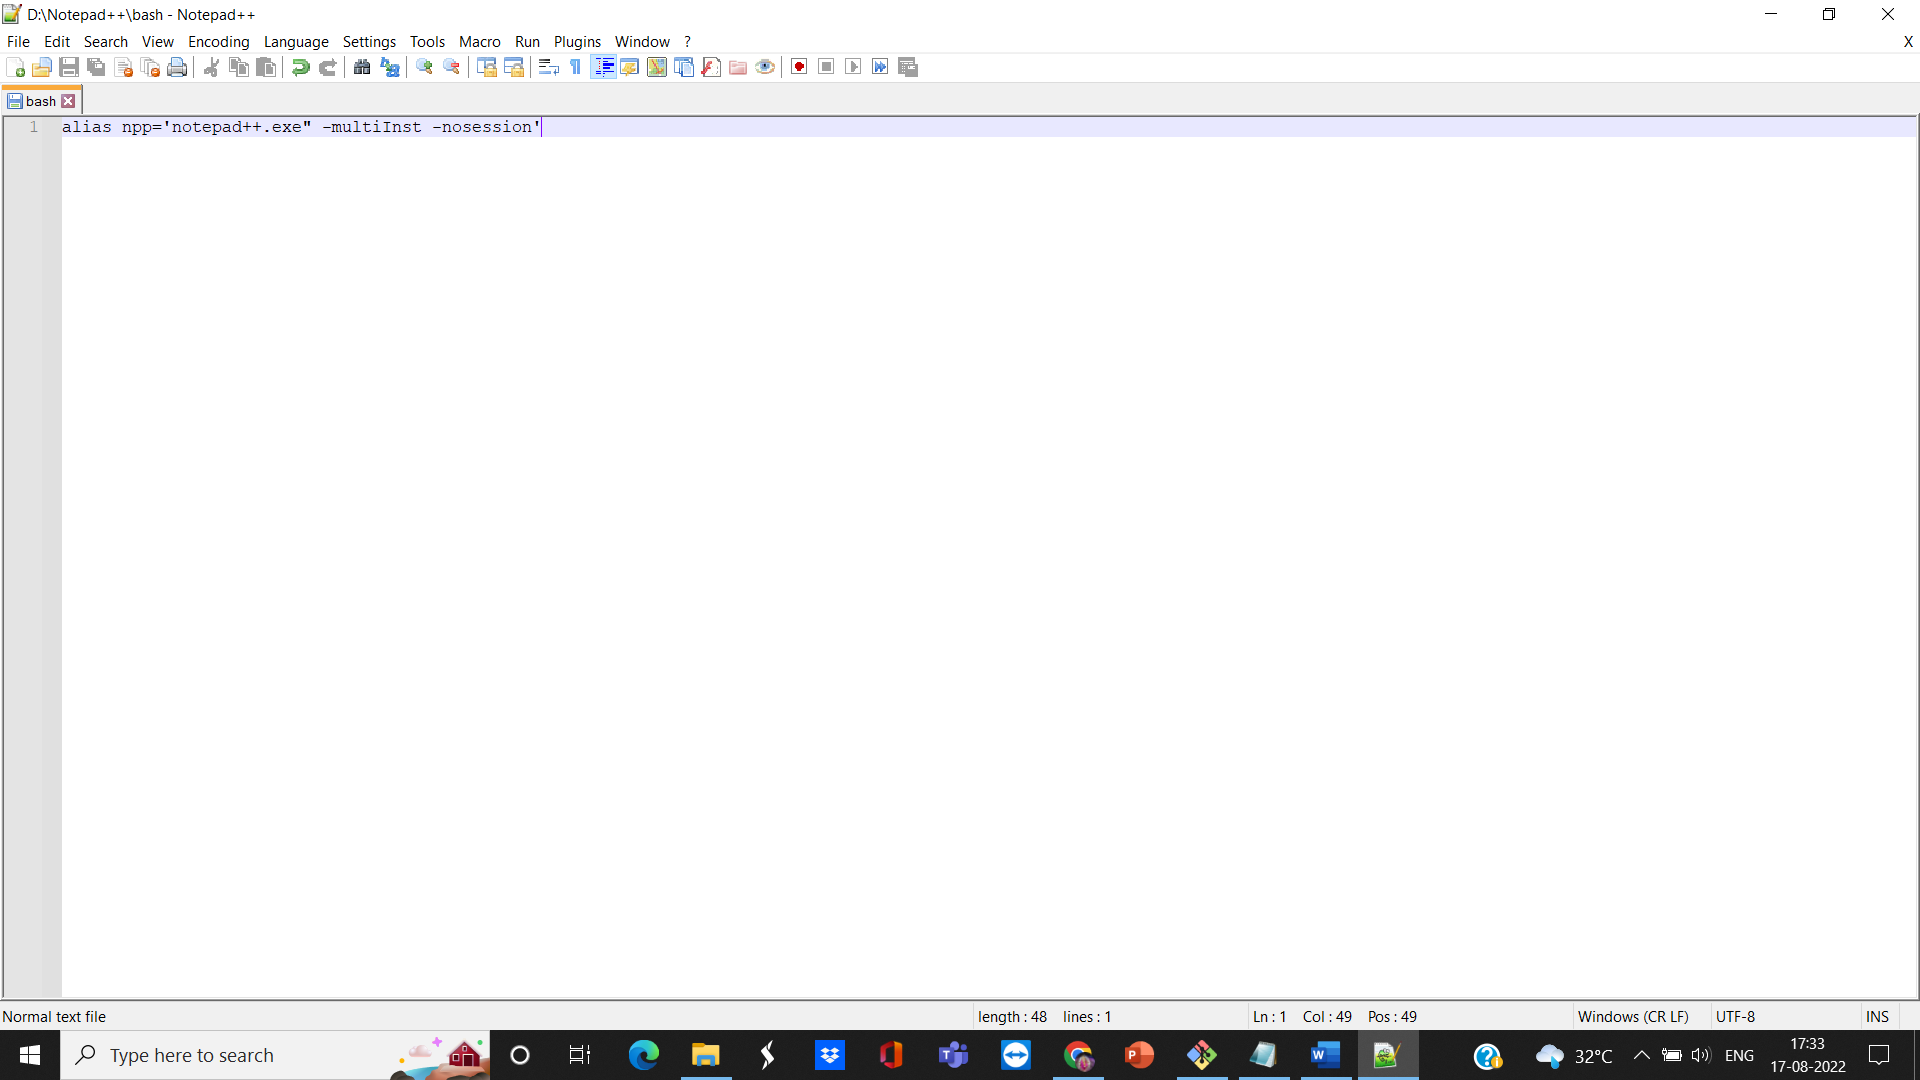 D:\Notepad++\bash - Notepad++
File Edit Search View Encoding Language Settings Tools Macro Run Plugins Window ? X
bash
1 alias npp='notepad++.exe" -multiInst -nosession'
Normal text file length : 48 lines : 1 Ln : 1 Col : 49 Pos : 49 Windows (CR LF) UTF-8 INS
Type here to search 32°C ENG 17:33
17-08-2022